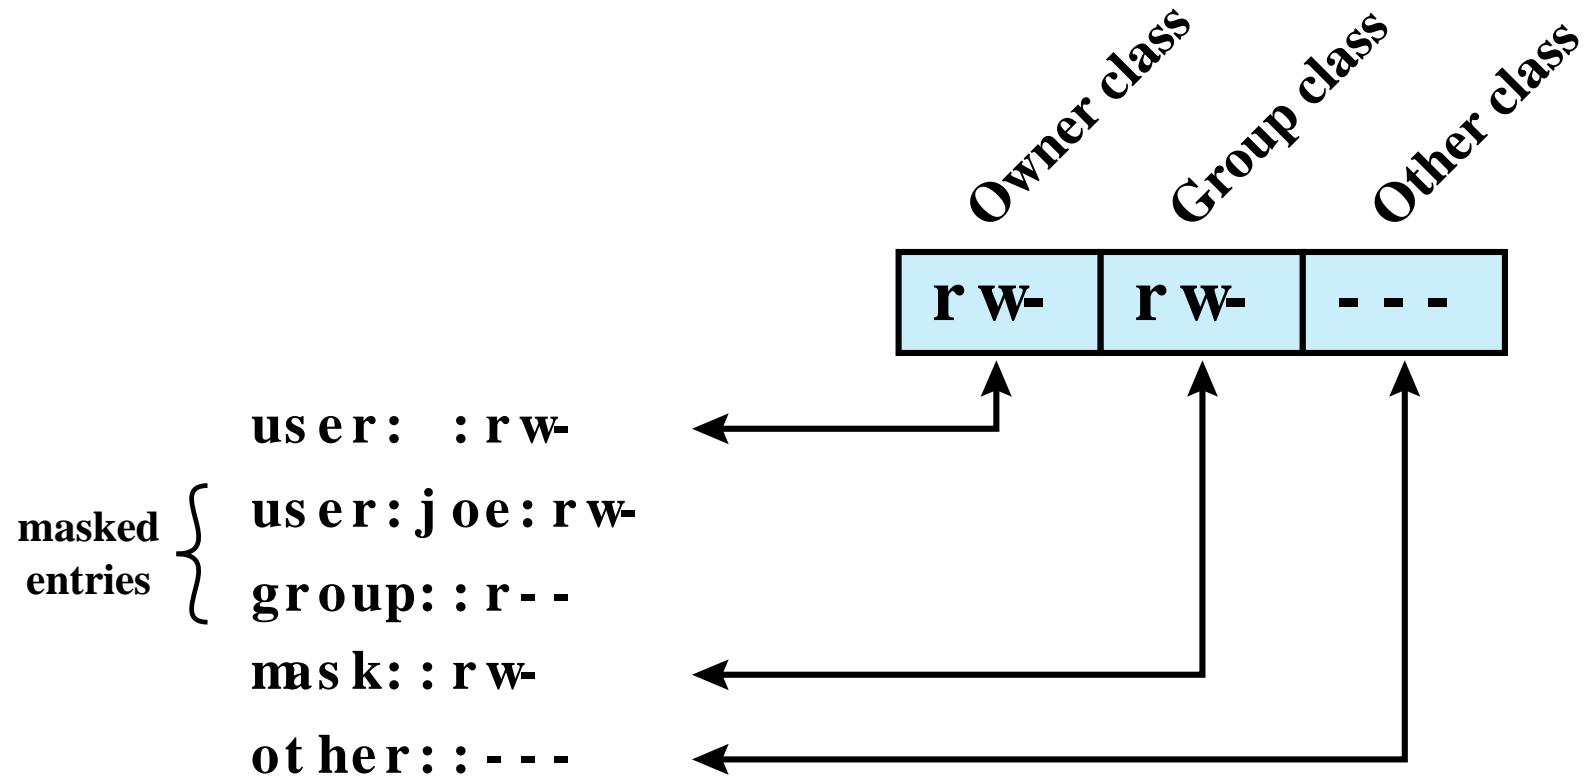 Owner class
Group class
Other class
rw-
rw-
---
user: :rw-
user:joe:rw-
masked
entries
group::r--
mask::rw-
other::---